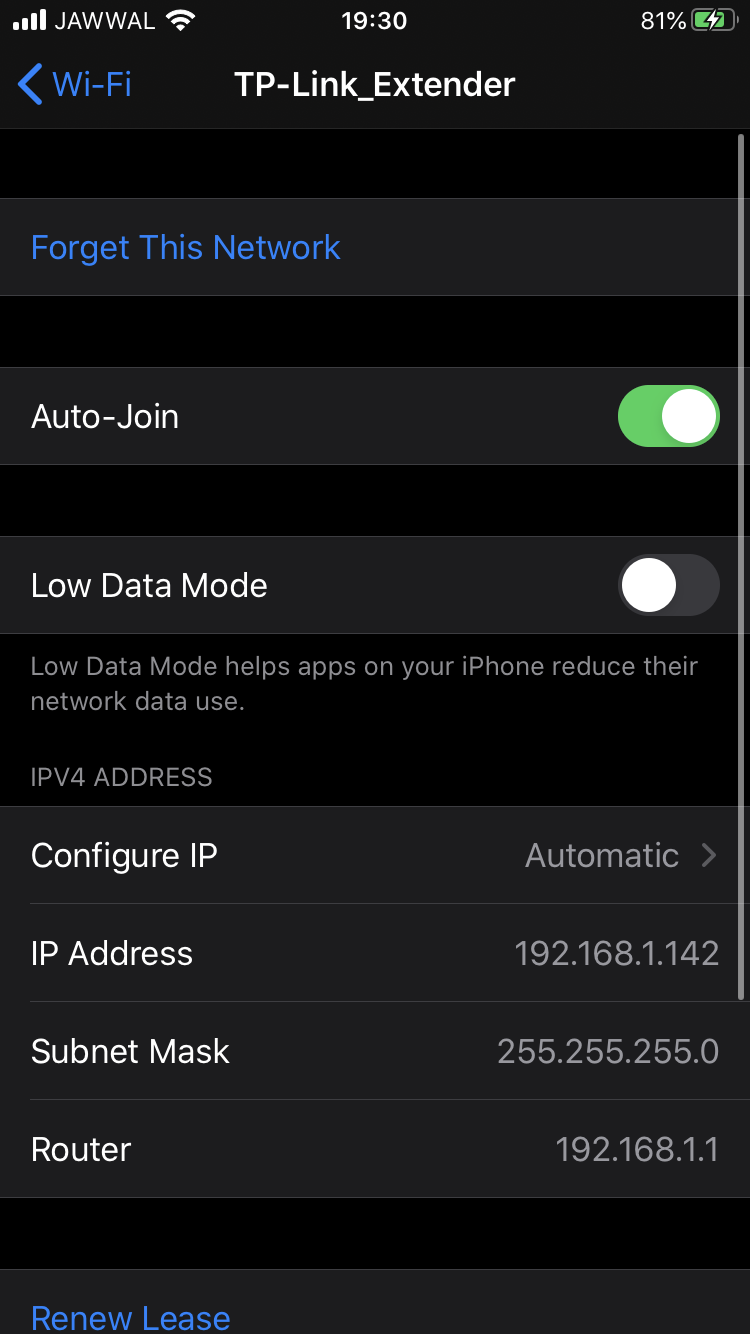 JAWWAL 19:30 81%
Wi-Fi TP-Link_Extender
Forget This Network
Auto-Join
Low Data Mode
Low Data Mode helps apps on your iPhone reduce their
network data use.
IPV4 ADDRESS
Configure IP Automatic
IP Address 192.168.1.142
Subnet Mask 255.255.255.0
Router 192.168.1.1
Renew Lease